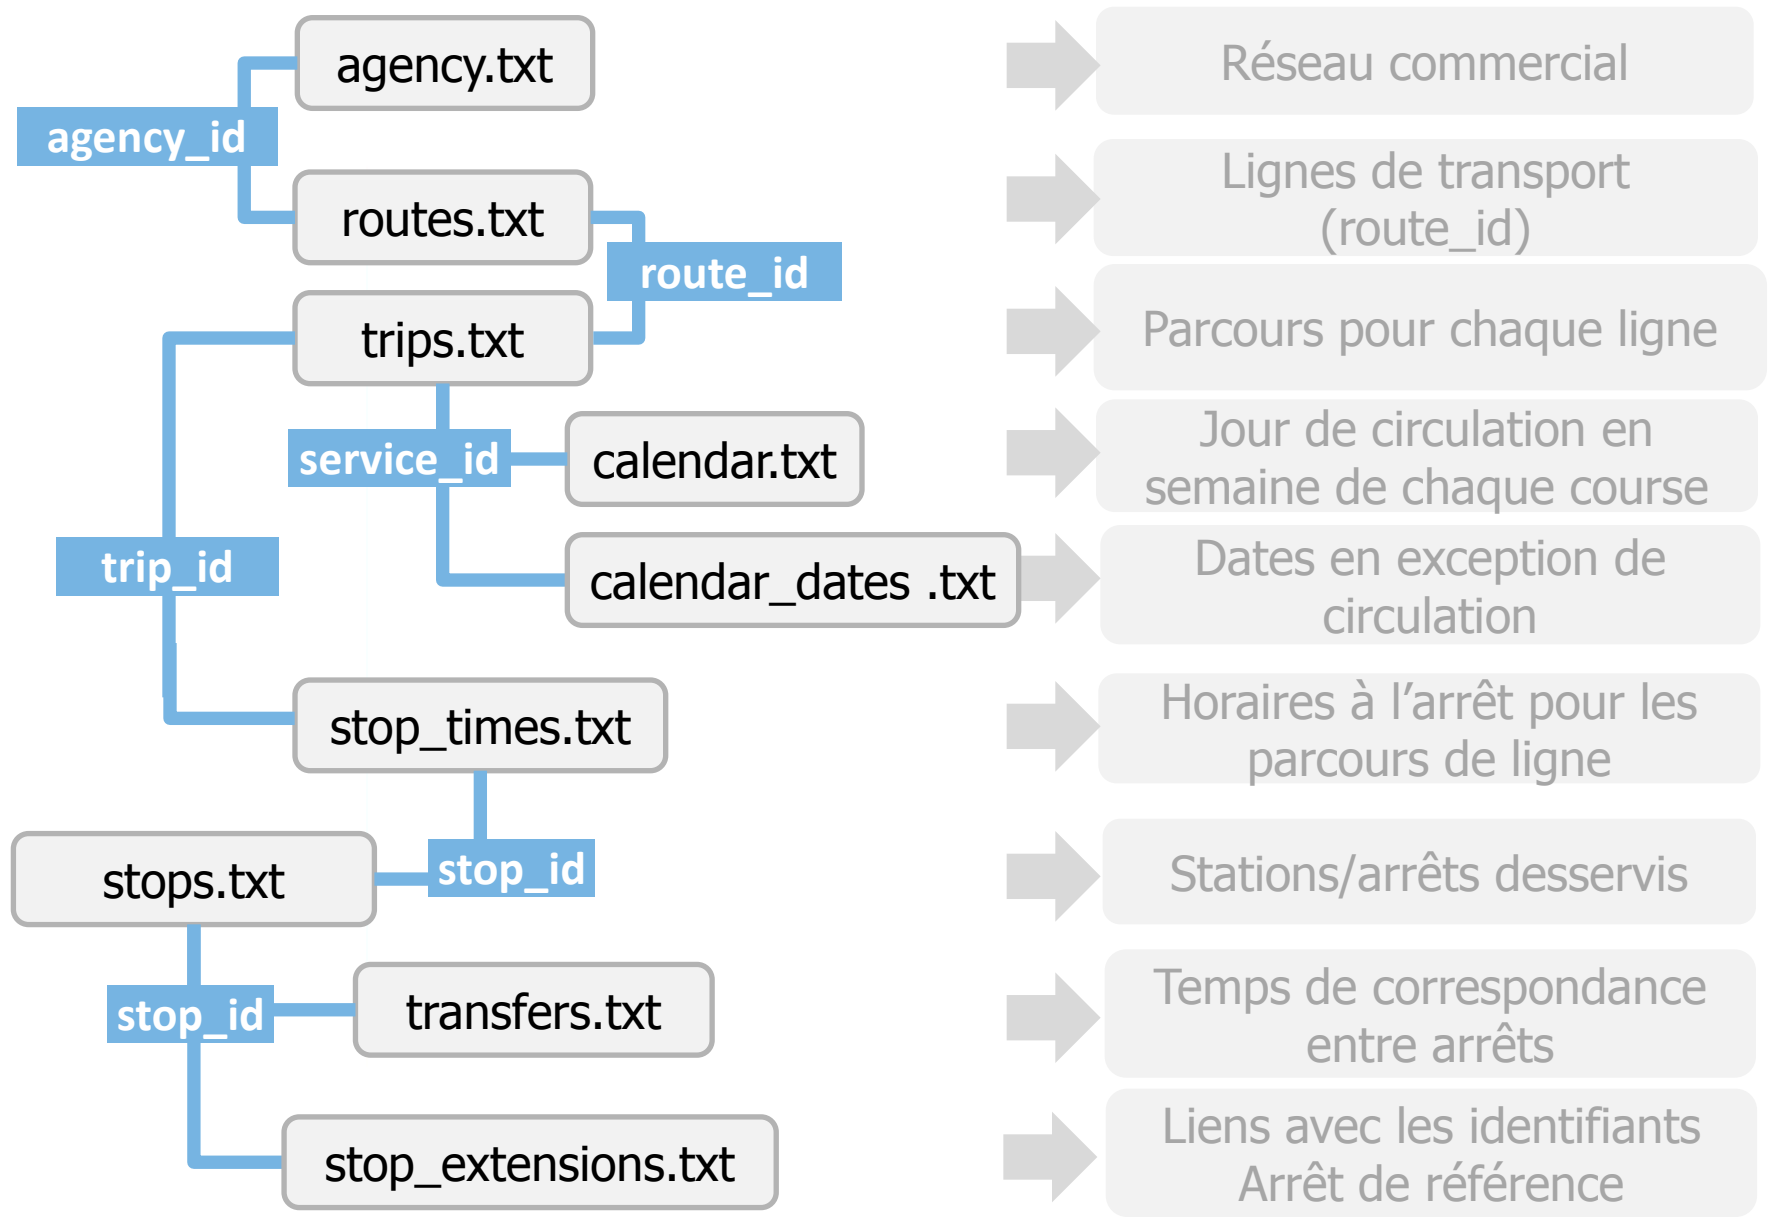 agency.txt
Réseau commercial
agency_id
routes.txt
Lignes de transport
(route_id)
route_id
trips.txt
Parcours pour chaque ligne
service_id
calendar.txt
Jour de circulation en
semaine de chaque course
trip_id
calendar_dates .txt
Dates en exception de
circulation
stop_times.txt
Horaires à l’arrêt pour les
parcours de ligne
stops.txt
stop_id
Stations/arrêts desservis
stop_id
transfers.txt
Temps de correspondance
entre arrêts
stop_extensions.txt
Liens avec les identifiants
Arrêt de référence